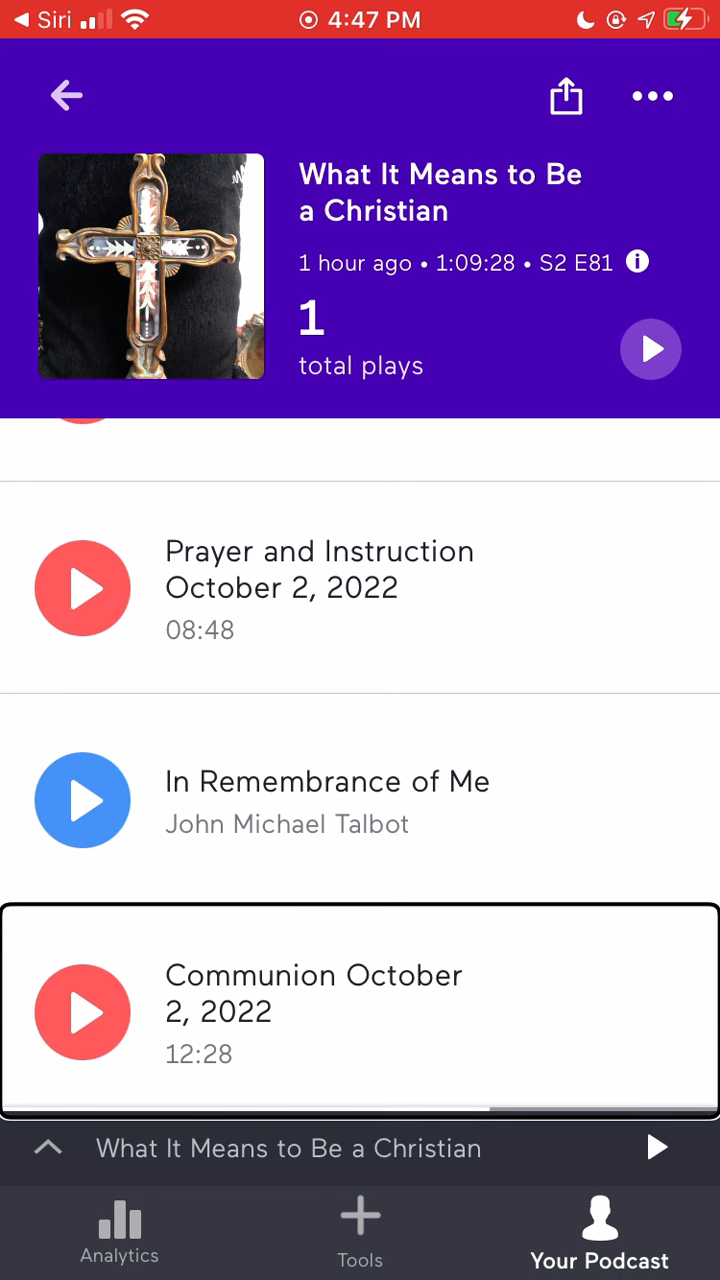 Siri 4:47 PM
What It Means to Be
a Christian
1 hour ago • 1:09:28 • S2 E81
1
total plays
Prayer and Instruction
October 2, 2022
08:48
In Remembrance of Me
John Michael Talbot
Communion October
2, 2022
12:28
What It Means to Be a Christian
Analytics Tools Your Podcast